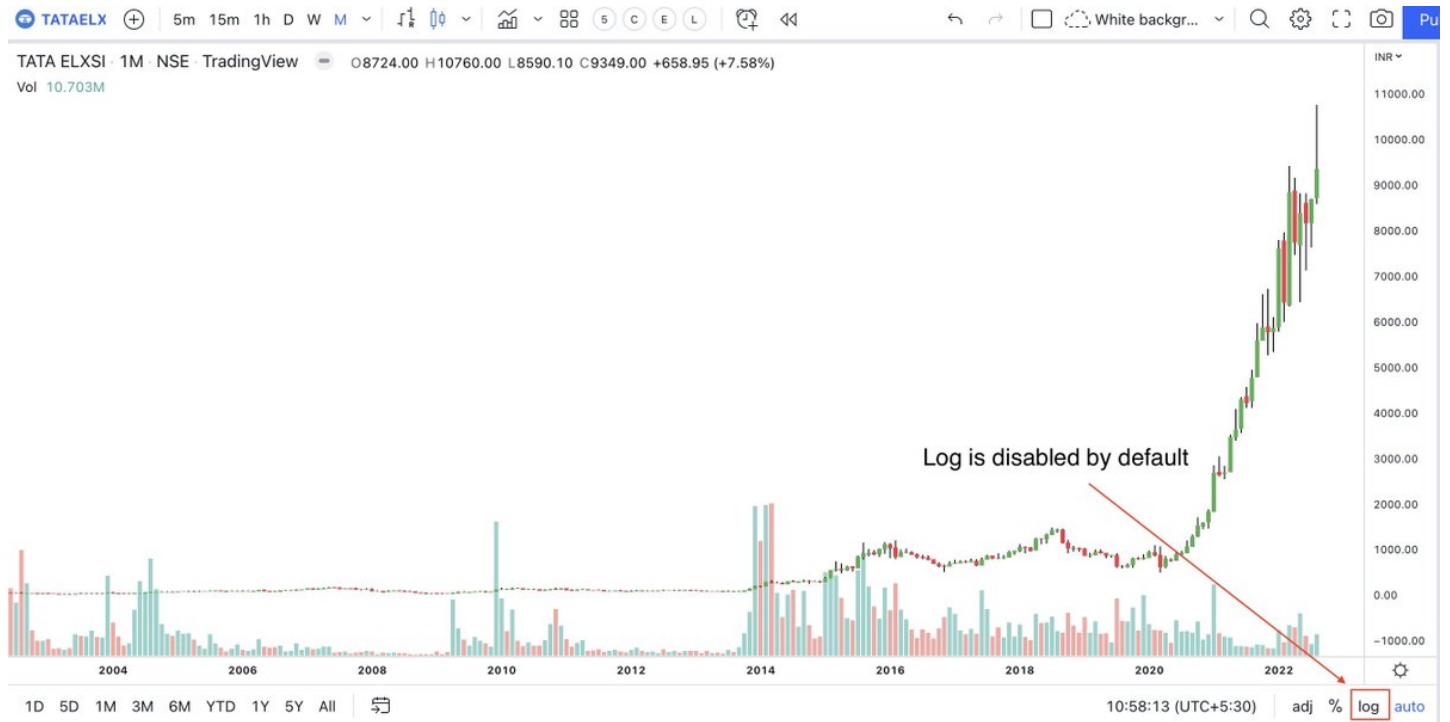 TATAELX 5m 15m 1h D W M 5 C E L White backgr... Pu
TATA ELXSI · 1M · NSE · TradingView O8724.00 H10760.00 L8590.10 C9349.00 +658.95 (+7.58%)
INR
Vol 10.703M
11000.00
10000.00
9000.00
8000.00
7000.00
6000.00
5000.00
4000.00
Log is disabled by default
3000.00
2000.00
1000.00
0.00
−1000.00
2004 2006 2008 2010 2012 2014 2016 2018 2020 2022
1D 5D 1M 3M 6M YTD 1Y 5Y All 10:58:13 (UTC+5:30) adj % log auto